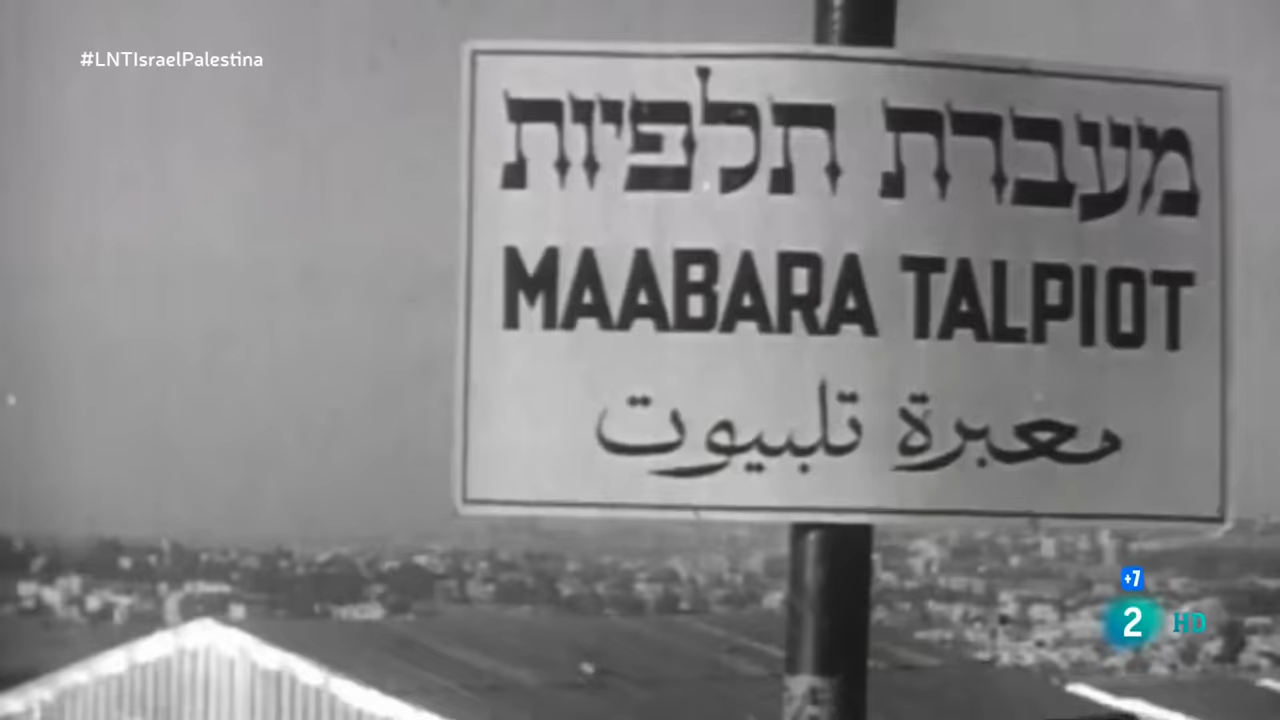 #LNTIsraelPalestina
מעברת תלפיות
MAABARA TALPIOT
معبرة تلبيوت
+7
2 HD